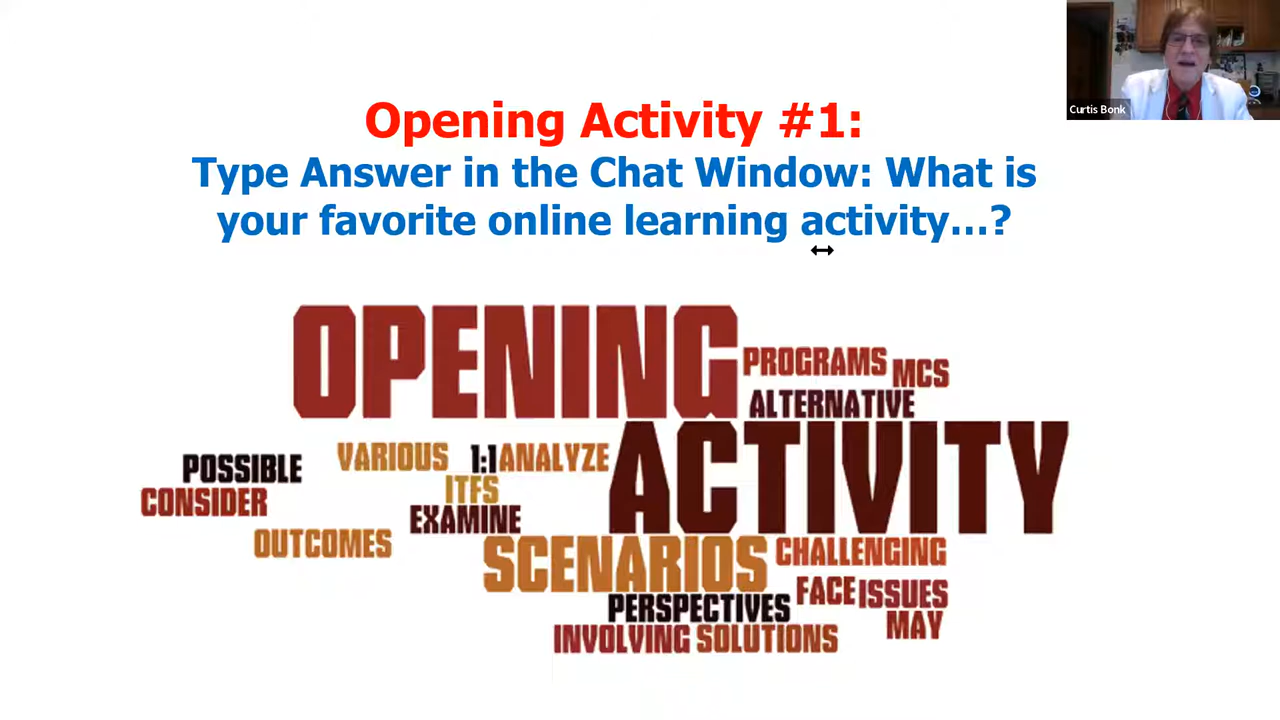 Curtis Bonk
Opening Activity #1:
Type Answer in the Chat Window: What is
your favorite online learning activity...?
OPENING
PROGRAMS
MCS
ALTERNATIVE
ACTIVITY
POSSIBLE
VARIOUS
1:1
ANALYZE
CONSIDER
ITFS
EXAMINE
OUTCOMES
SCENARIOS
CHALLENGING
FACE
ISSUES
PERSPECTIVES
MAY
INVOLVING
SOLUTIONS